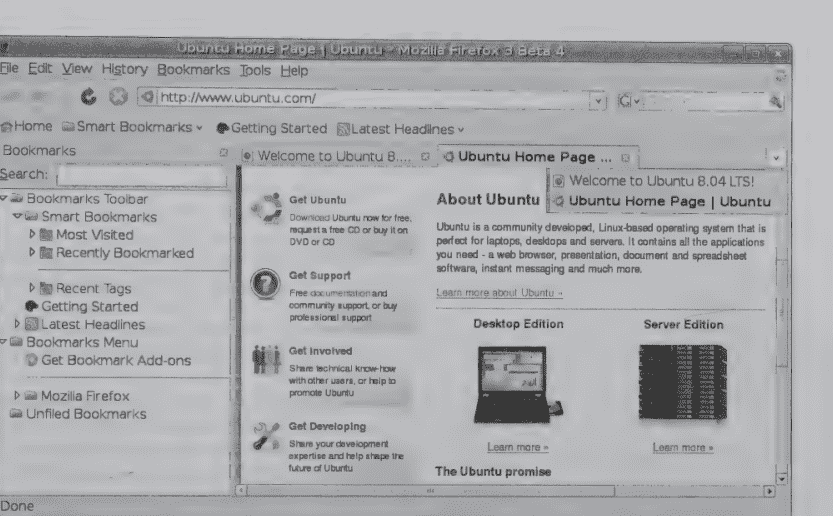 Ubuntu Home Page | Ubuntu - Mozilla Firefox 3 Beta 4
File Edit View History Bookmarks Tools Help
http://www.ubuntu.com/
G
Home Smart Bookmarks Getting Started Latest Headlines
Bookmarks
Search:
Bookmarks Toolbar
Smart Bookmarks
Most Visited
Recently Bookmarked
Recent Tags
Getting Started
Latest Headlines
Bookmarks Menu
Get Bookmark Add-ons
Mozilla Firefox
Unfiled Bookmarks
Welcome to Ubuntu 8.... Ubuntu Home Page ...
Welcome to Ubuntu 8.04 LTS!
Ubuntu Home Page | Ubuntu
Get Ubuntu
Download Ubuntu now for free,
request a free CD or buy it on
DVD or CD
Get Support
Free documentation and
community support, or buy
professional support
Get Involved
Share technical know-how
with other users, or help to
promote Ubuntu
Get Developing
Share your development
expertise and help shape the
future of Ubuntu
About Ubuntu
Ubuntu is a community developed, Linux-based operating system that is
perfect for laptops, desktops and servers. It contains all the applications
you need - a web browser, presentation, document and spreadsheet
software, instant messaging and much more.
Learn more about Ubuntu »
Desktop Edition
Learn more »
Server Edition
Learn more »
The Ubuntu promise
Done